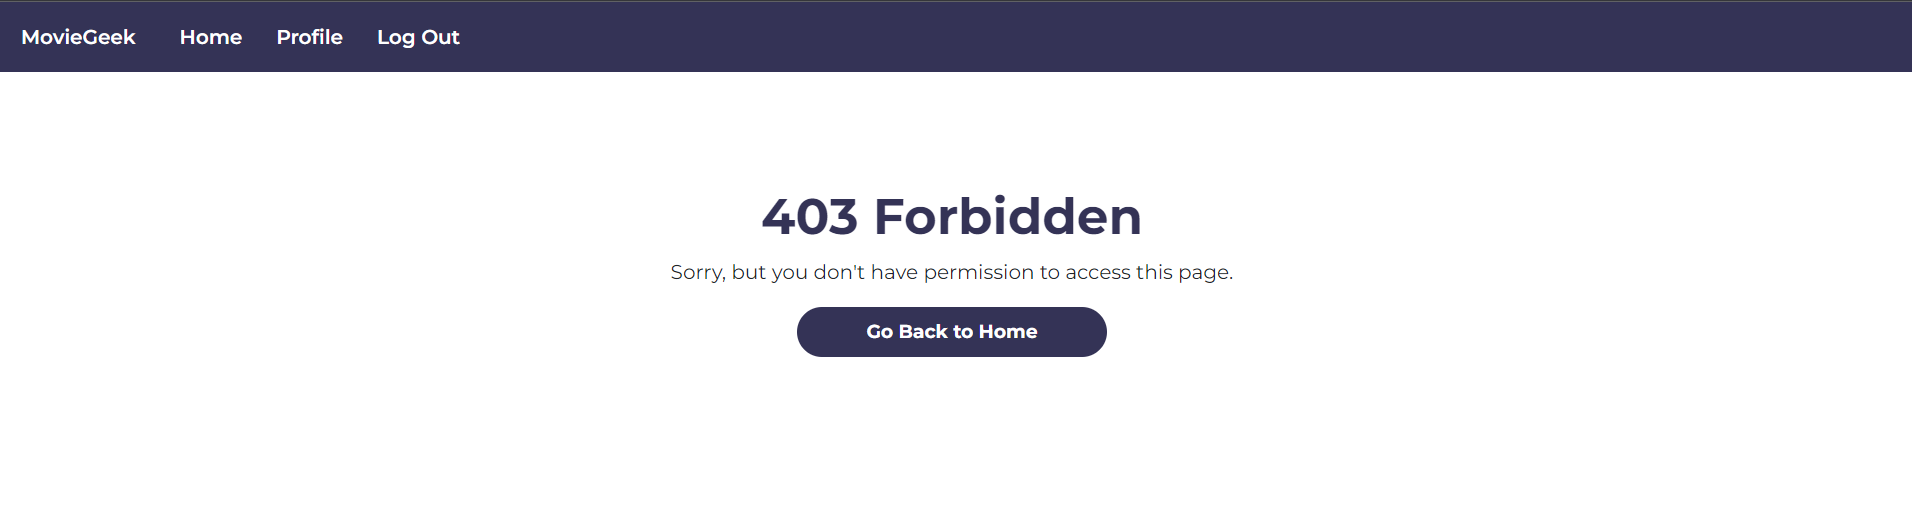 MovieGeek Home Profile Log Out
403 Forbidden
Sorry, but you don't have permission to access this page.
Go Back to Home